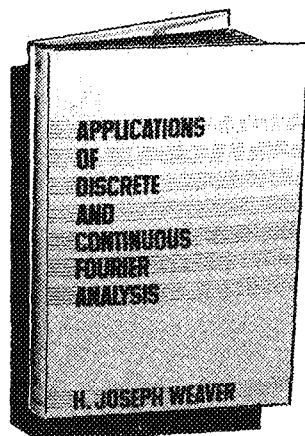 APPLICATIONS
OF
DISCRETE
AND
CONTINUOUS
FOURIER
ANALYSIS
H. JOSEPH WEAVER